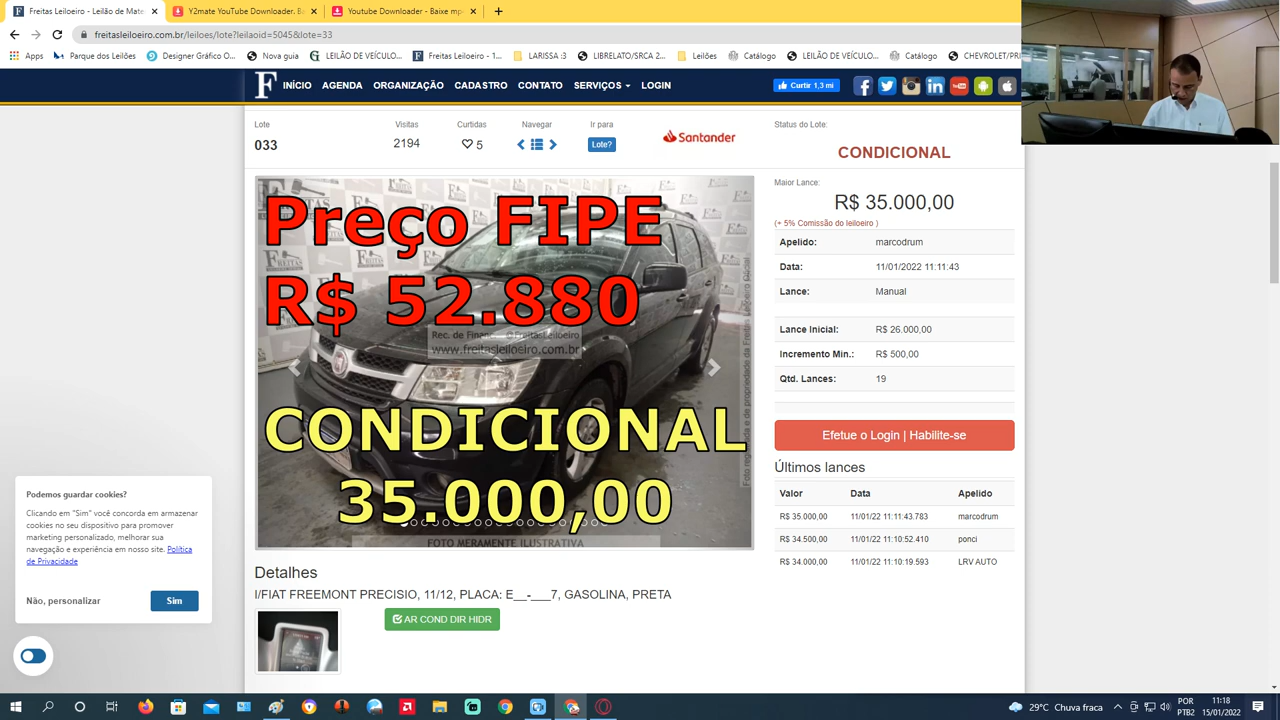 Freitas Leiloeiro - Leilão de Mate
Y2mate YouTube Downloader. Ba
Youtube Downloader - Baixe mp
freitasleiloeiro.com.br/leiloes/lote?leilaoid=5045&lote=33
Apps
Parque dos Leilões
Designer Gráfico O...
Nova guia
LEILÃO DE VEÍCULO...
Freitas Leiloeiro - 1...
LARISSA :3
LIBRELATO/SRCA 2...
Leilões
Catálogo
LEILÃO DE VEÍCULO...
Catálogo
CHEVROLET/PRI
F INÍCIO AGENDA ORGANIZAÇÃO CADASTRO CONTATO SERVIÇOS LOGIN
Curtir 1,3 mi
Lote
033
Visitas
2194
Curtidas
5
Navegar
Ir para
Lote?
Santander
Status do Lote:
CONDICIONAL
Maior Lance:
R$ 35.000,00
(+ 5% Comissão do leiloeiro )
Apelido: marcodrum
Data: 11/01/2022 11:11:43
Lance: Manual
Lance Inicial: R$ 26.000,00
Incremento Min.: R$ 500,00
Qtd. Lances: 19
Efetue o Login | Habilite-se
Últimos lances
Valor Data Apelido
R$ 35.000,00 11/01/22 11:11:43.783 marcodrum
R$ 34.500,00 11/01/22 11:10:52.410 ponci
R$ 34.000,00 11/01/22 11:10:19.593 LRV AUTO
Preço FIPE
R$ 52.880
Rec. de Finan
www.freitasleiloeiro.com.br
CONDICIONAL
35.000,00
FOTO MERAMENTE ILUSTRATIVA
Detalhes
I/FIAT FREEMONT PRECISIO, 11/12, PLACA: E__-___7, GASOLINA, PRETA
AR COND DIR HIDR
Podemos guardar cookies?
Clicando em "Sim" você concorda em armazenar
cookies no seu dispositivo para promover
marketing personalizado, melhorar sua
navegação e experiência em nosso site. Política
de Privacidade
Não, personalizar
Sim
29°C Chuva fraca
POR
PTB2
11:18
15/01/2022